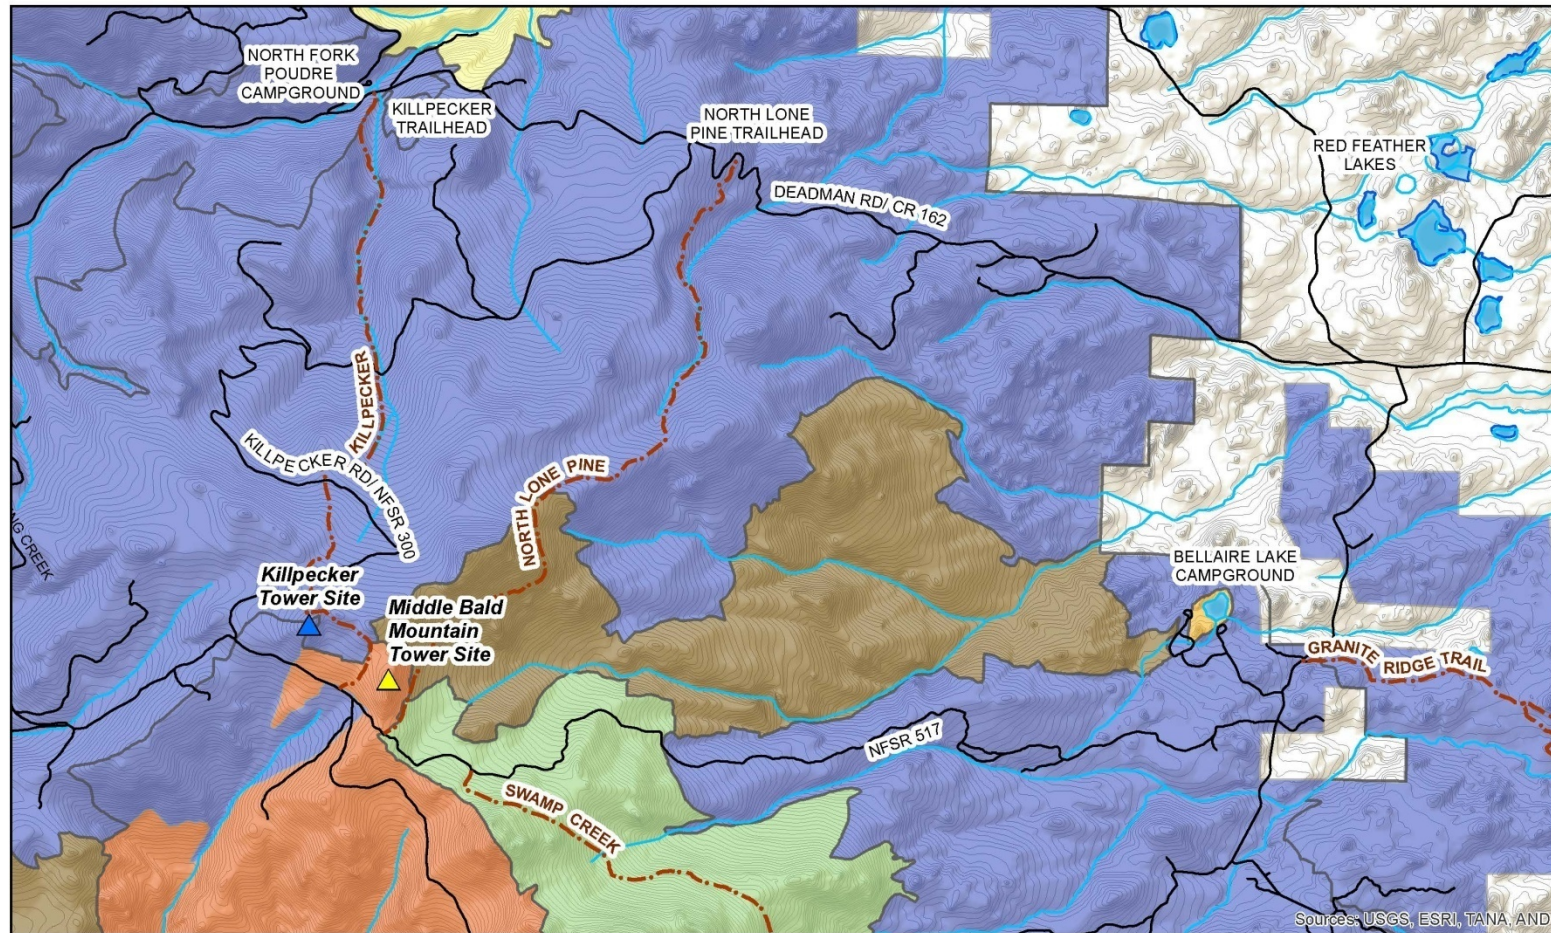 NORTH FORK
POUDRE
CAMPGROUND
KILLPECKER
TRAILHEAD
NORTH LONE
PINE TRAILHEAD
RED FEATHER
LAKES
DEADMAN RD/ CR 162
KILLPECKER
KILLPECKER RD/ NFSR 300
NORTH LONE PINE
NG CREEK
Killpecker
Tower Site
Middle Bald
Mountain
Tower Site
BELLAIRE LAKE
CAMPGROUND
GRANITE RIDGE TRAIL
NFSR 517
SWAMP CREEK
Sources: USGS, ESRI, TANA, AND